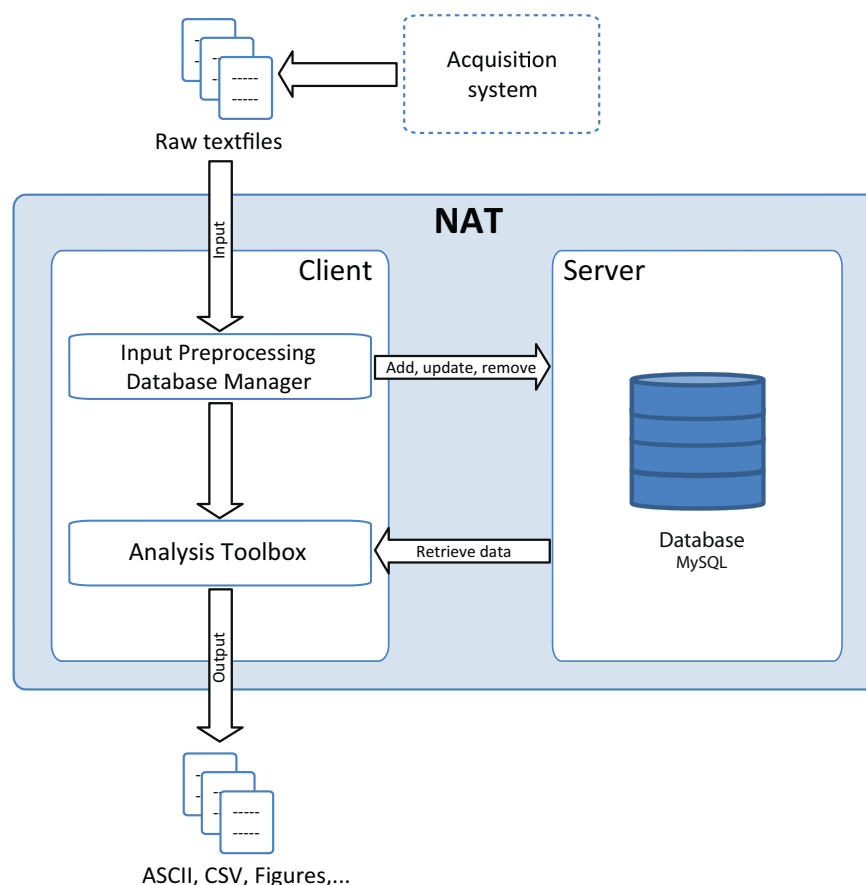 -- ----- -----
-- ----- -----
Acquisition
system
Raw textfiles
NAT
Input
Client
Server
Input Preprocessing
Database Manager
Add, update, remove
Analysis Toolbox
Retrieve data
Database
MySQL
Output
-- ----- -----
-- ----- -----
ASCII, CSV, Figures,...